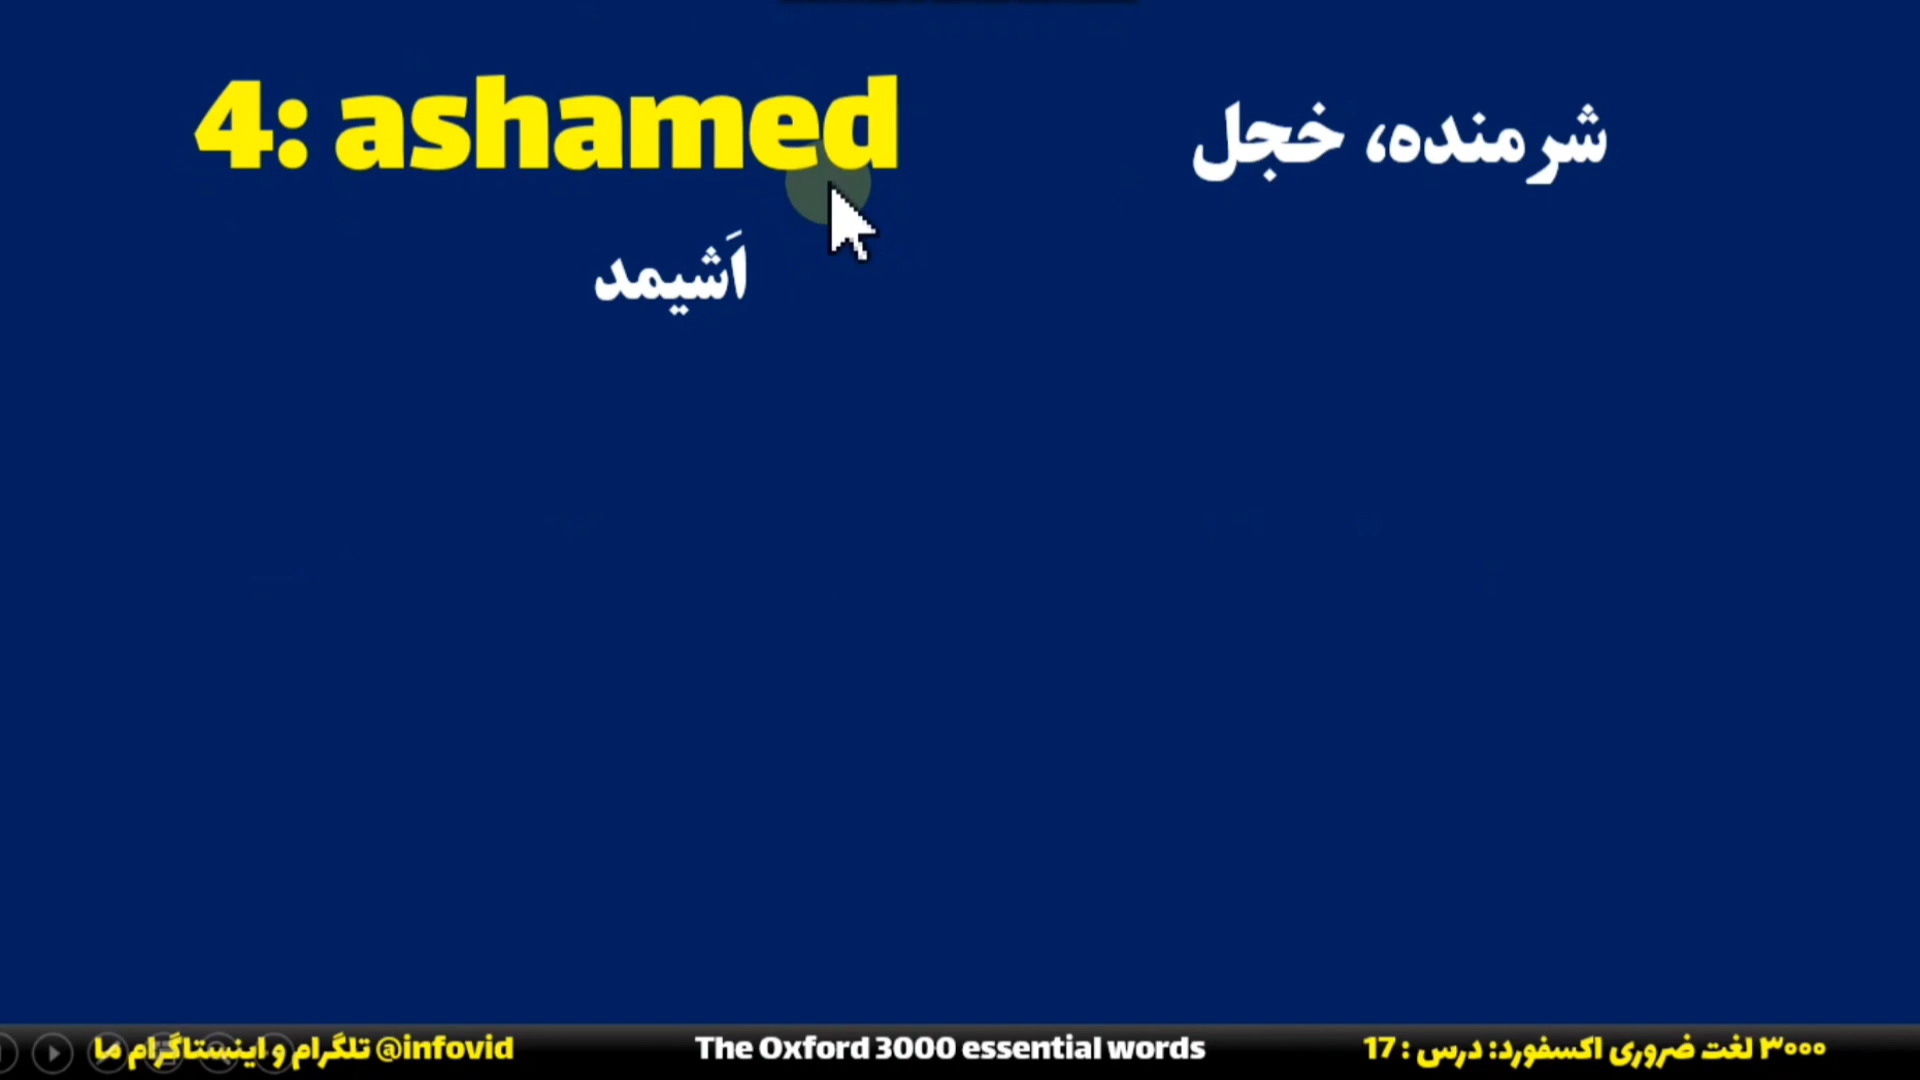 4: ashamed
شرمنده، خجل
اَشیمد
تلگرام و اینستاگرام ما @infovid
The Oxford 3000 essential words
۳۰۰۰ لغت ضروری اکسفورد: درس : 17